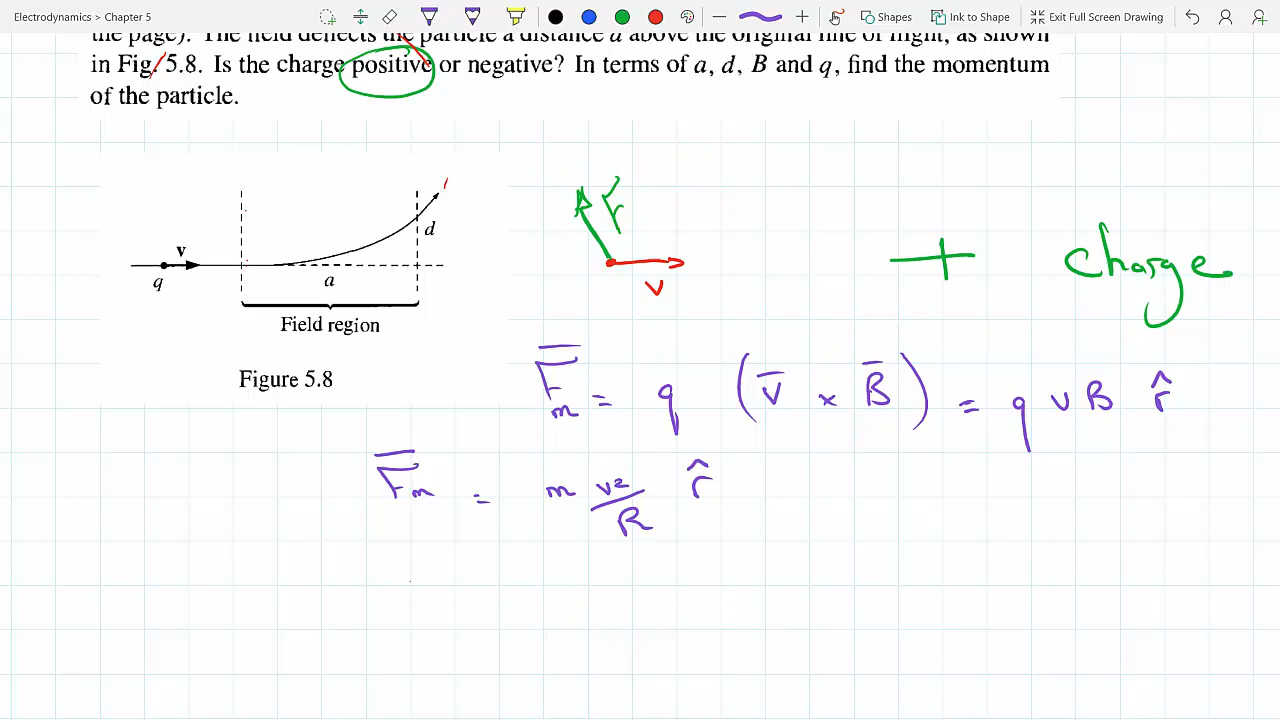 Electrodynamics > Chapter 5
Shapes
Ink to Shape
Exit Full Screen Drawing
the page). The field deflects the particle a distance a above the original line of flight, as shown
in Fig. 5.8. Is the charge positive or negative? In terms of a, d, B and q, find the momentum
of the particle.
v
q
a
d
Field region
Figure 5.8
F
v
+ charge
F̅m = q (v̅ × B̅) = q v B r̂
F̅m = m v²/R r̂